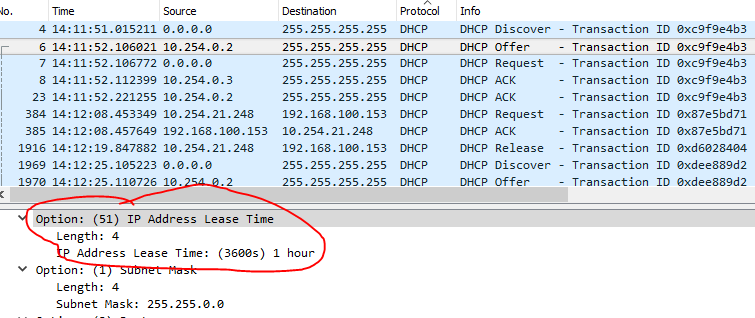 No. Time Source Destination Protocol Info
4 14:11:51.015211 0.0.0.0 255.255.255.255 DHCP DHCP Discover - Transaction ID 0xc9f9e4b3
6 14:11:52.106021 10.254.0.2 255.255.255.255 DHCP DHCP Offer - Transaction ID 0xc9f9e4b3
7 14:11:52.106772 0.0.0.0 255.255.255.255 DHCP DHCP Request - Transaction ID 0xc9f9e4b3
8 14:11:52.112399 10.254.0.3 255.255.255.255 DHCP DHCP ACK - Transaction ID 0xc9f9e4b3
23 14:11:52.221255 10.254.0.2 255.255.255.255 DHCP DHCP ACK - Transaction ID 0xc9f9e4b3
384 14:12:08.453349 10.254.21.248 192.168.100.153 DHCP DHCP Request - Transaction ID 0x87e5bd71
385 14:12:08.457649 192.168.100.153 10.254.21.248 DHCP DHCP ACK - Transaction ID 0x87e5bd71
1916 14:12:19.847882 10.254.21.248 192.168.100.153 DHCP DHCP Release - Transaction ID 0xd6028404
1969 14:12:25.105223 0.0.0.0 255.255.255.255 DHCP DHCP Discover - Transaction ID 0xdee889d2
1970 14:12:25.110726 10.254.0.2 255.255.255.255 DHCP DHCP Offer - Transaction ID 0xdee889d2
Option: (51) IP Address Lease Time
Length: 4
IP Address Lease Time: (3600s) 1 hour
Option: (1) Subnet Mask
Length: 4
Subnet Mask: 255.255.0.0